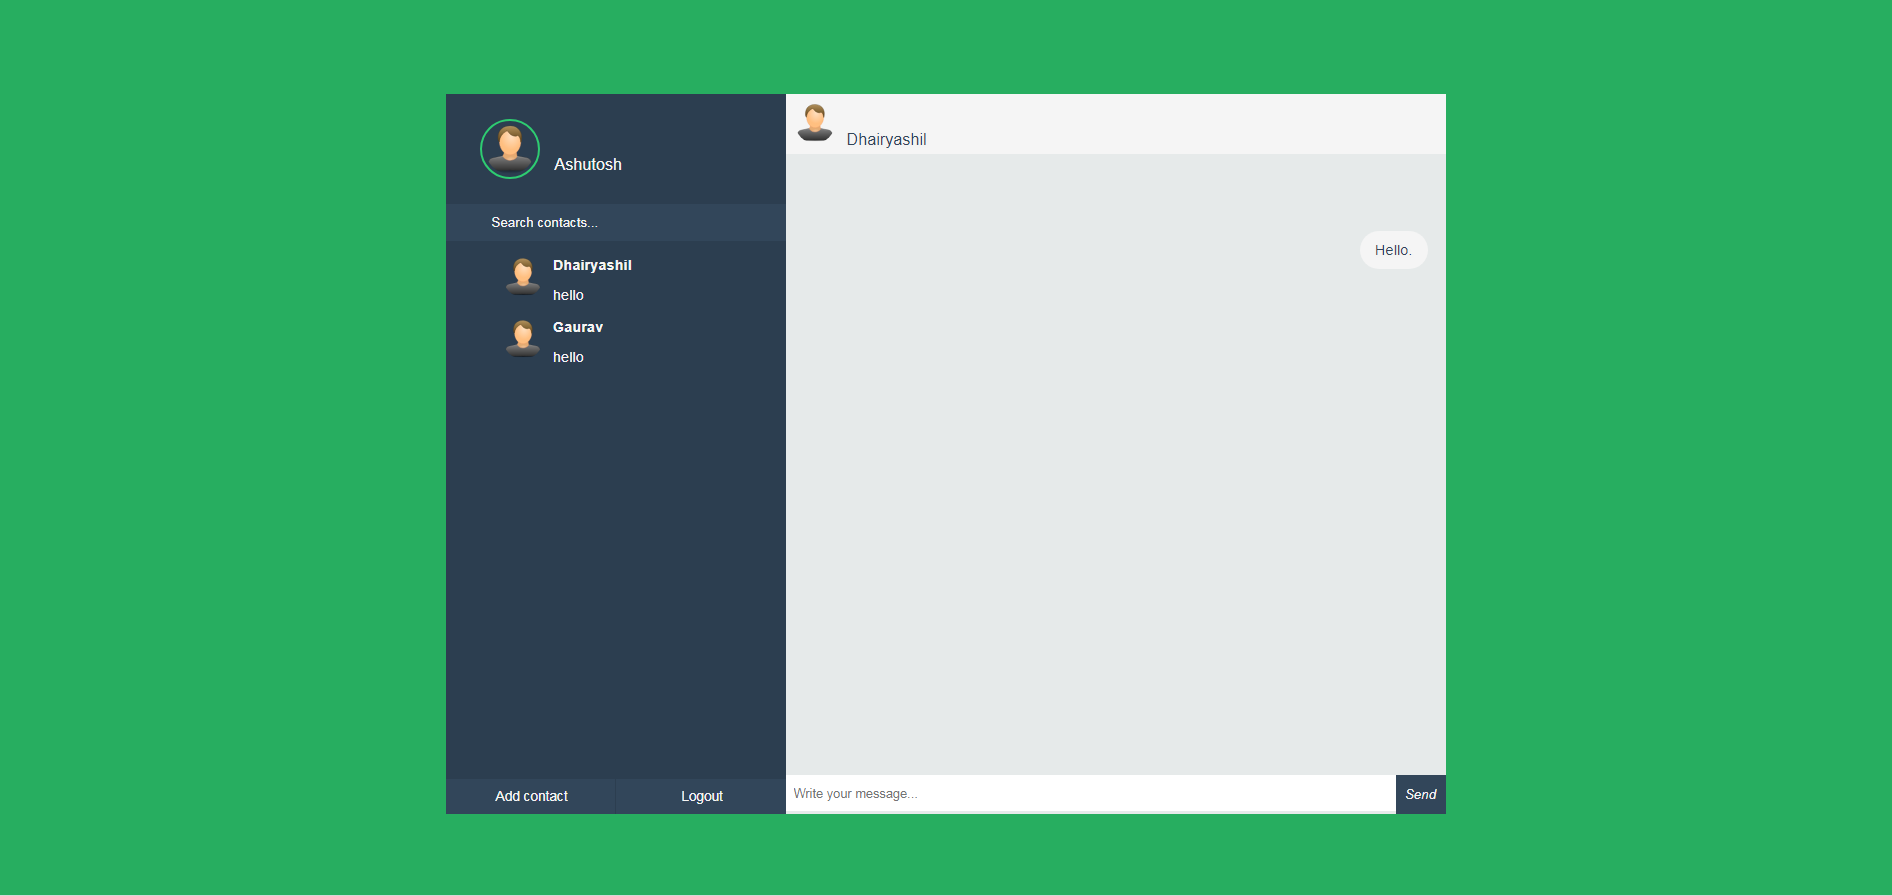 Ashutosh
Search contacts...
Dhairyashil
hello
Gaurav
hello
Add contact
Logout
Dhairyashil
Hello.
Write your message...
Send